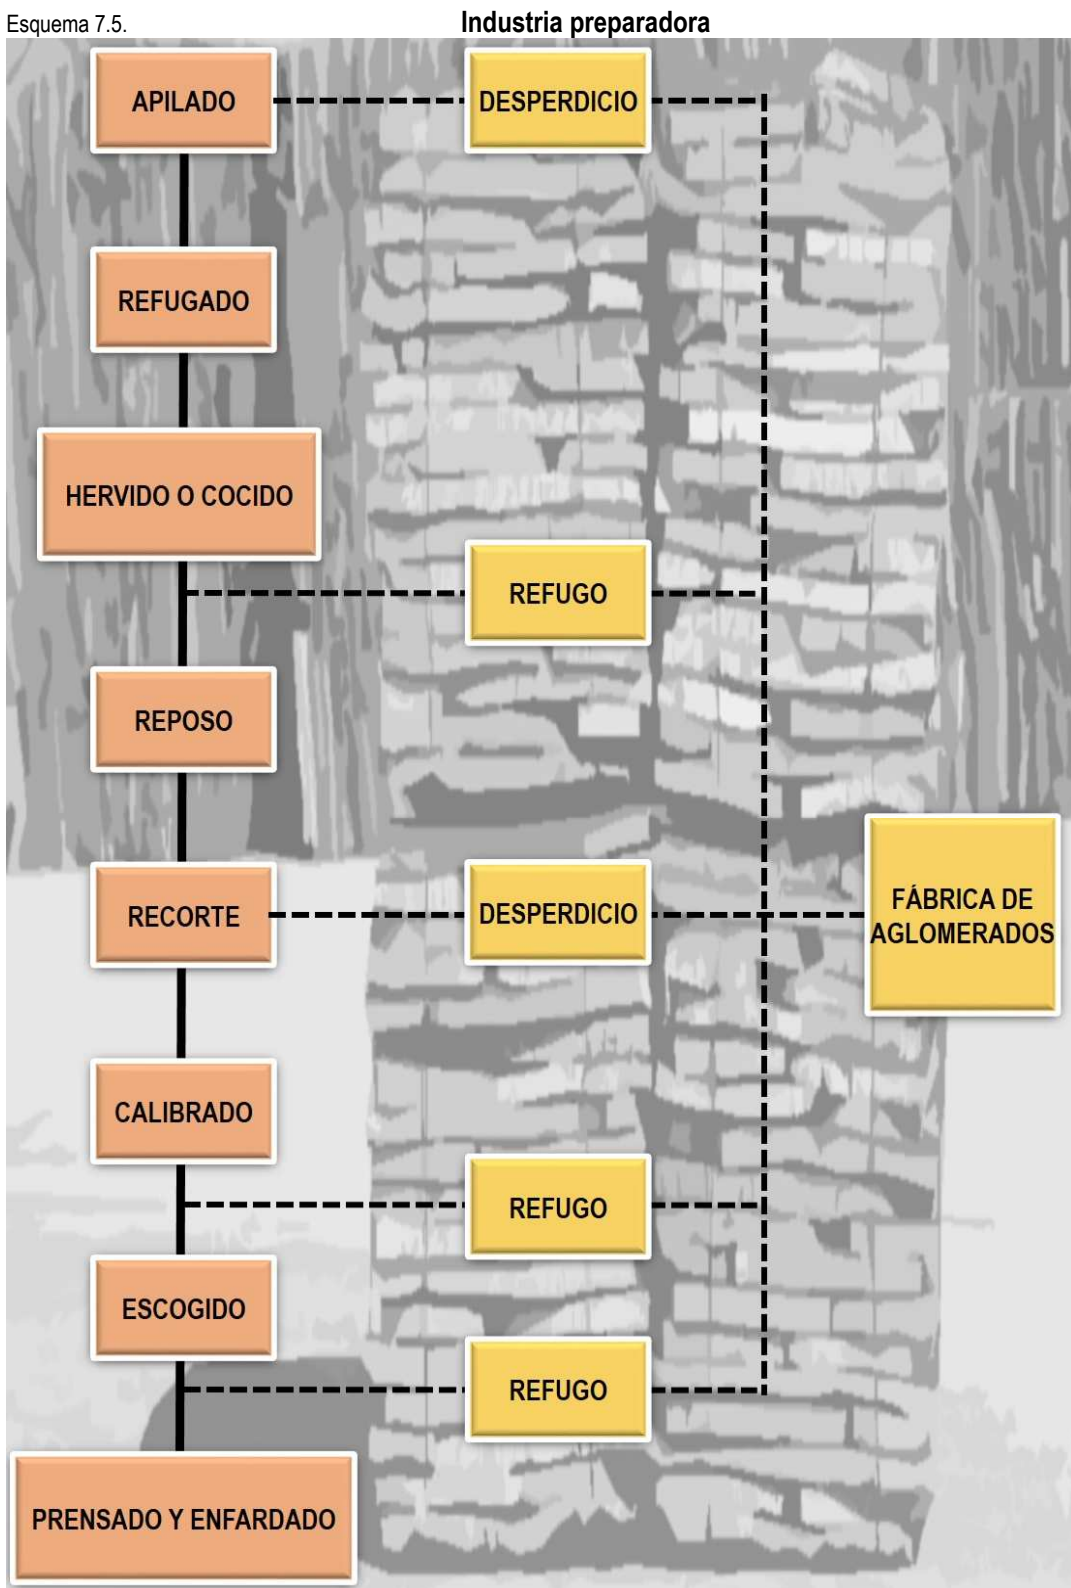 Esquema 7.5.
Industria preparadora
APILADO
DESPERDICIO
REFUGADO
HERVIDO O COCIDO
REFUGO
REPOSO
RECORTE
DESPERDICIO
FÁBRICA DE
AGLOMERADOS
CALIBRADO
REFUGO
ESCOGIDO
REFUGO
PRENSADO Y ENFARDADO